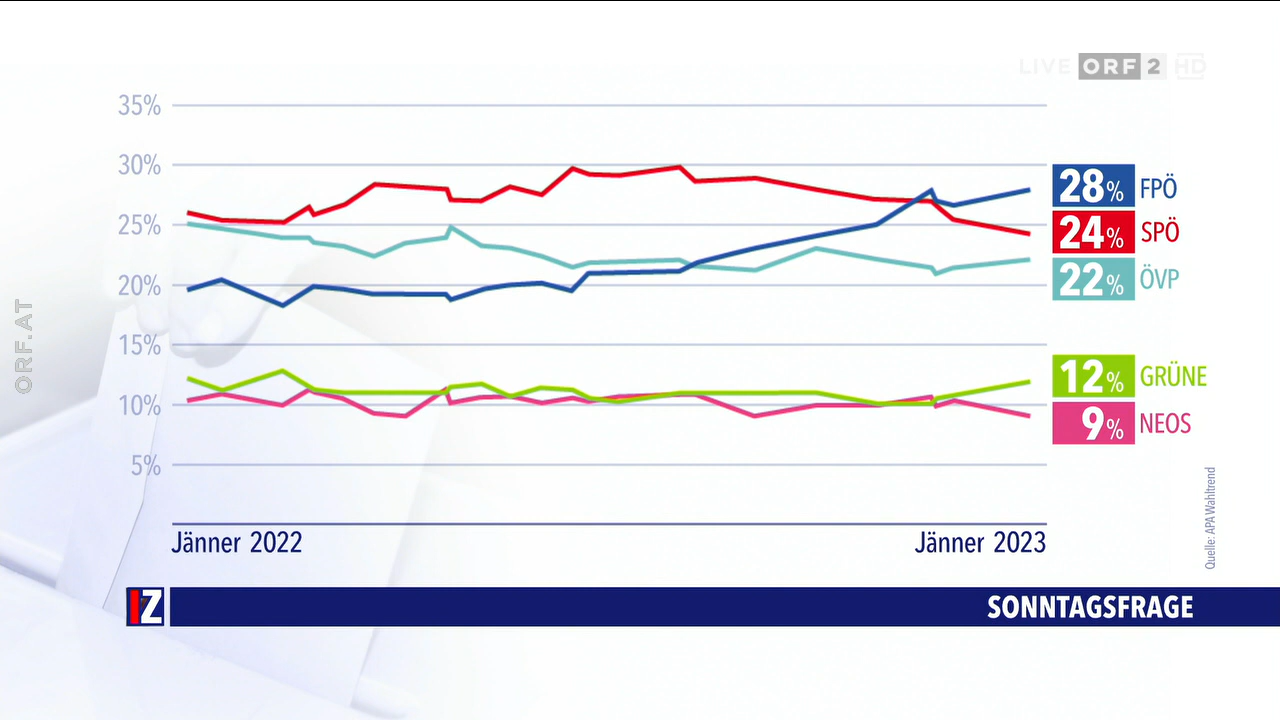 LIVE ORF 2 HD
35%
30%
25%
20%
15%
10%
5%
28% FPÖ
24% SPÖ
22% ÖVP
12% GRÜNE
9% NEOS
Jänner 2022
Jänner 2023
Quelle: APA Wahltrend
ORF.AT
IZ
SONNTAGSFRAGE